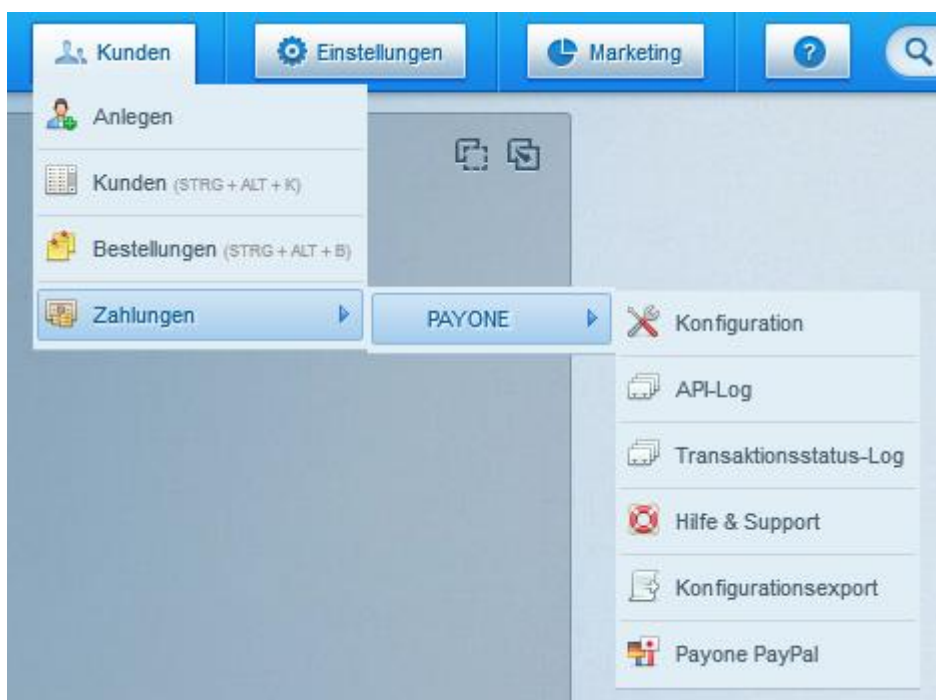 Kunden
Einstellungen
Marketing
?
Anlegen
Kunden (STRG + ALT + K)
Bestellungen (STRG + ALT + B)
Zahlungen
PAYONE
Konfiguration
API-Log
Transaktionsstatus-Log
Hilfe & Support
Konfigurationsexport
Payone PayPal